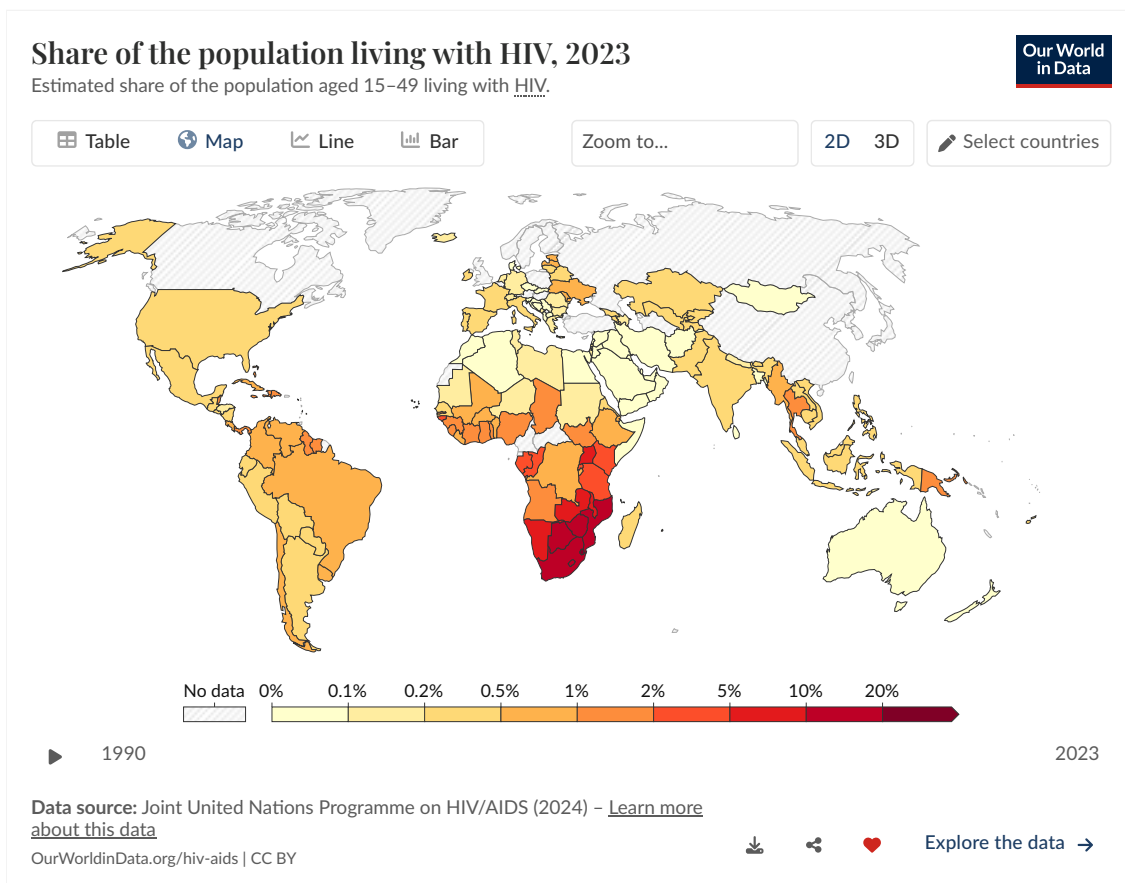 Share of the population living with HIV, 2023
Estimated share of the population aged 15–49 living with HIV.
Our World
in Data
Table
Map
Line
Bar
Zoom to...
2D
3D
Select countries
No data
0%
0.1%
0.2%
0.5%
1%
2%
5%
10%
20%
1990
2023
Data source: Joint United Nations Programme on HIV/AIDS (2024) – Learn more
about this data
OurWorldinData.org/hiv-aids | CC BY
Explore the data →